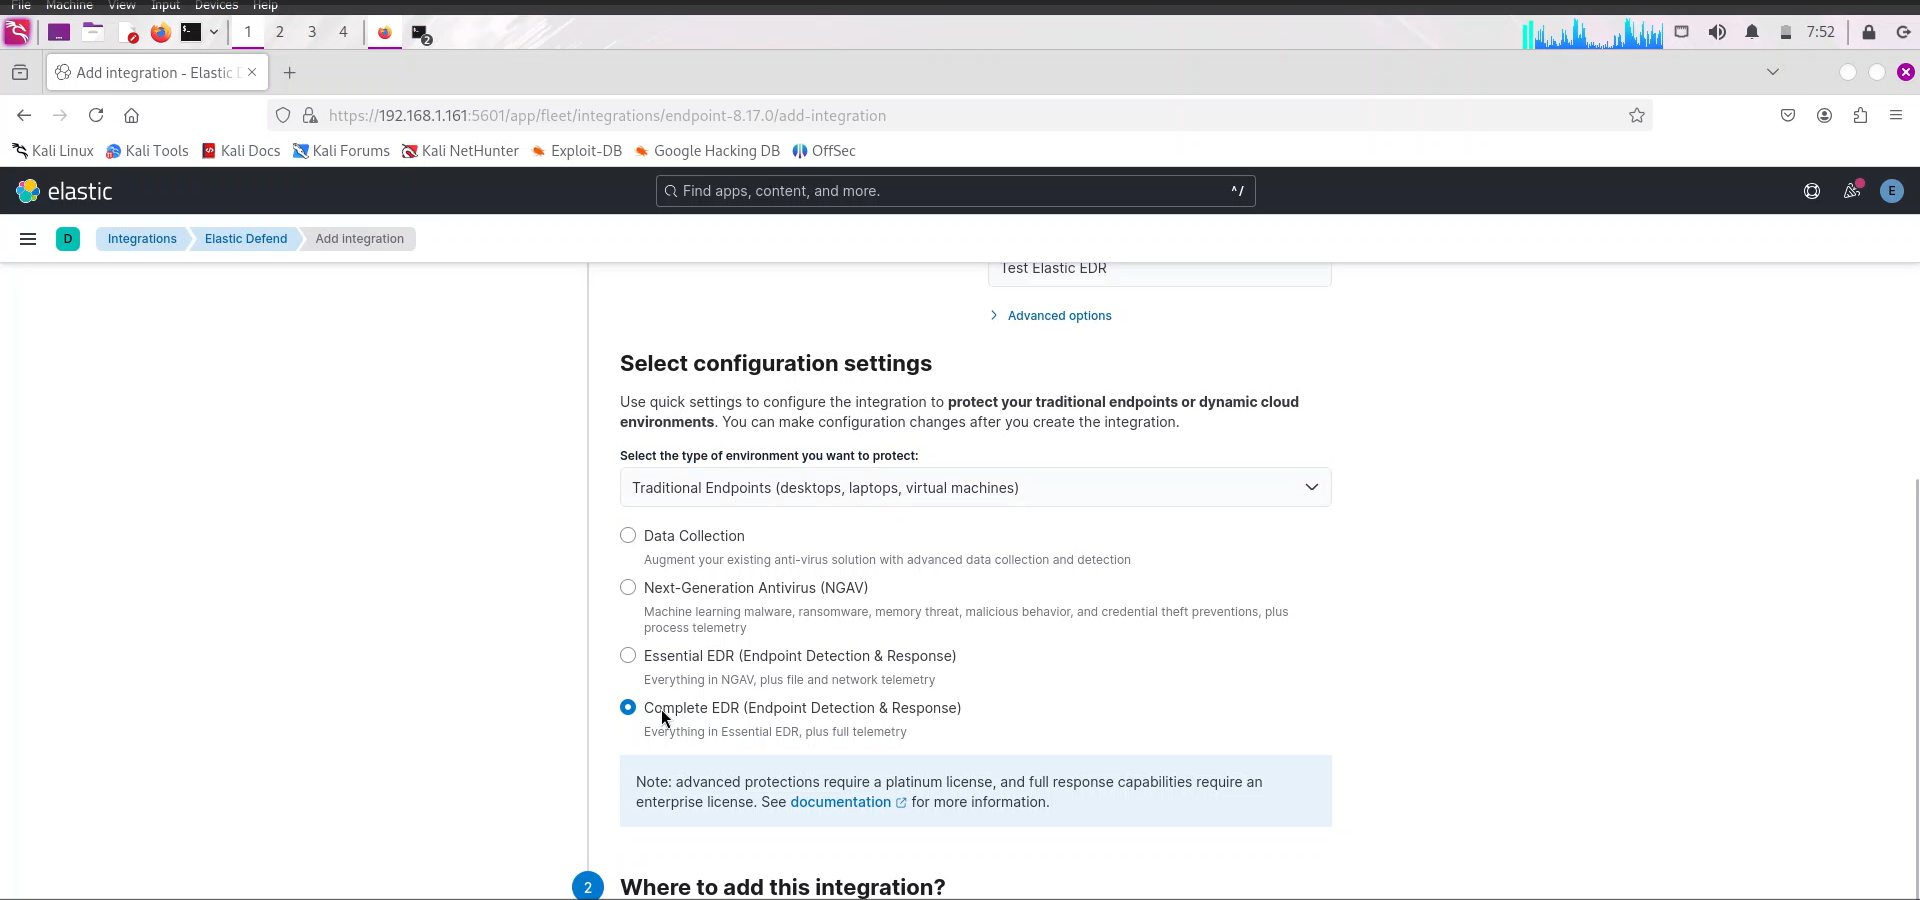 File Machine View Input Devices Help
1 2 3 4 2 7:52
Add integration - Elastic D
https://192.168.1.161:5601/app/fleet/integrations/endpoint-8.17.0/add-integration
Kali Linux Kali Tools Kali Docs Kali Forums Kali NetHunter Exploit-DB Google Hacking DB OffSec
elastic Find apps, content, and more. ^/ E
D Integrations Elastic Defend Add integration
Test Elastic EDR
Advanced options
Select configuration settings
Use quick settings to configure the integration to protect your traditional endpoints or dynamic cloud
environments. You can make configuration changes after you create the integration.
Select the type of environment you want to protect:
Traditional Endpoints (desktops, laptops, virtual machines)
Data Collection
Augment your existing anti-virus solution with advanced data collection and detection
Next-Generation Antivirus (NGAV)
Machine learning malware, ransomware, memory threat, malicious behavior, and credential theft preventions, plus
process telemetry
Essential EDR (Endpoint Detection & Response)
Everything in NGAV, plus file and network telemetry
Complete EDR (Endpoint Detection & Response)
Everything in Essential EDR, plus full telemetry
Note: advanced protections require a platinum license, and full response capabilities require an
enterprise license. See documentation for more information.
2 Where to add this integration?